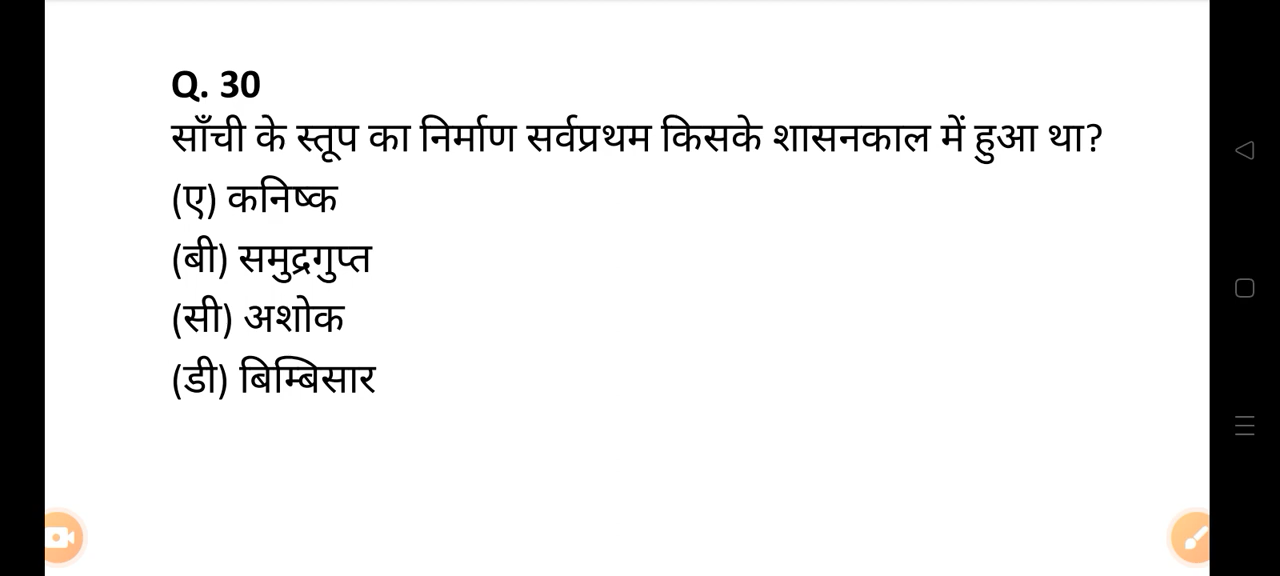 Q. 30
साँची के स्तूप का निर्माण सर्वप्रथम किसके शासनकाल में हुआ था?
(ए) कनिष्क
(बी) समुद्रगुप्त
(सी) अशोक
(डी) बिम्बिसार